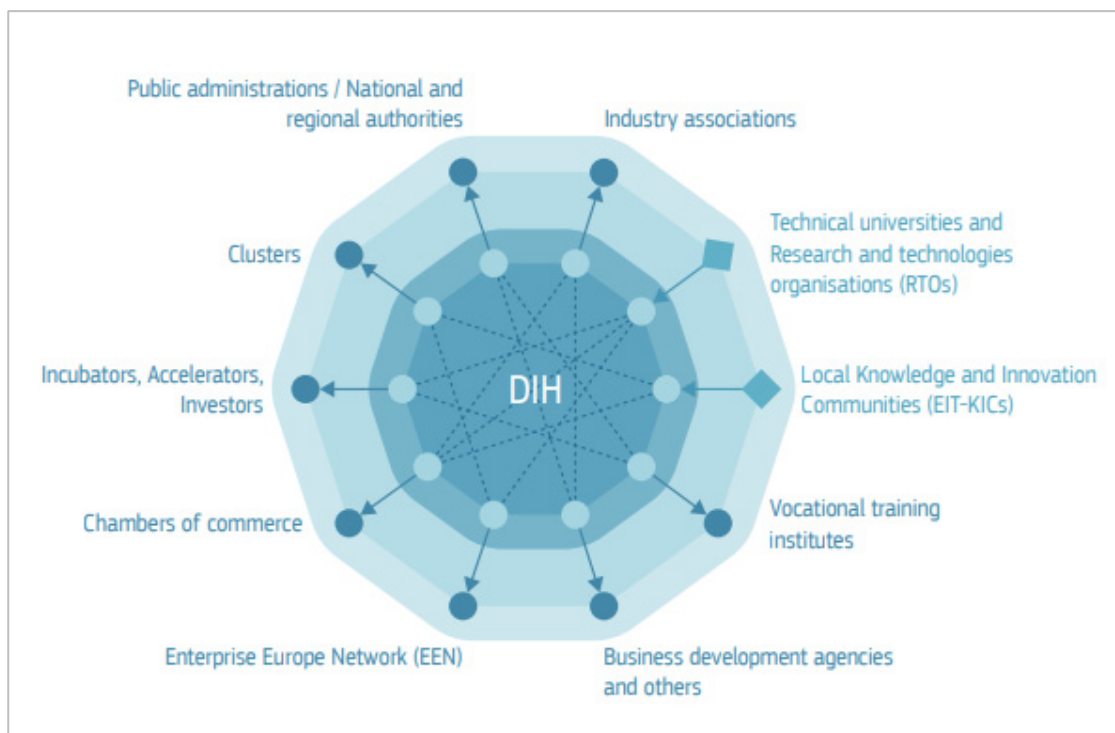 Public administrations / National and
regional authorities
Industry associations
Technical universities and
Research and technologies
organisations (RTOs)
Clusters
Incubators, Accelerators,
Investors
DIH
Local Knowledge and Innovation
Communities (EIT-KICs)
Chambers of commerce
Vocational training
institutes
Enterprise Europe Network (EEN)
Business development agencies
and others